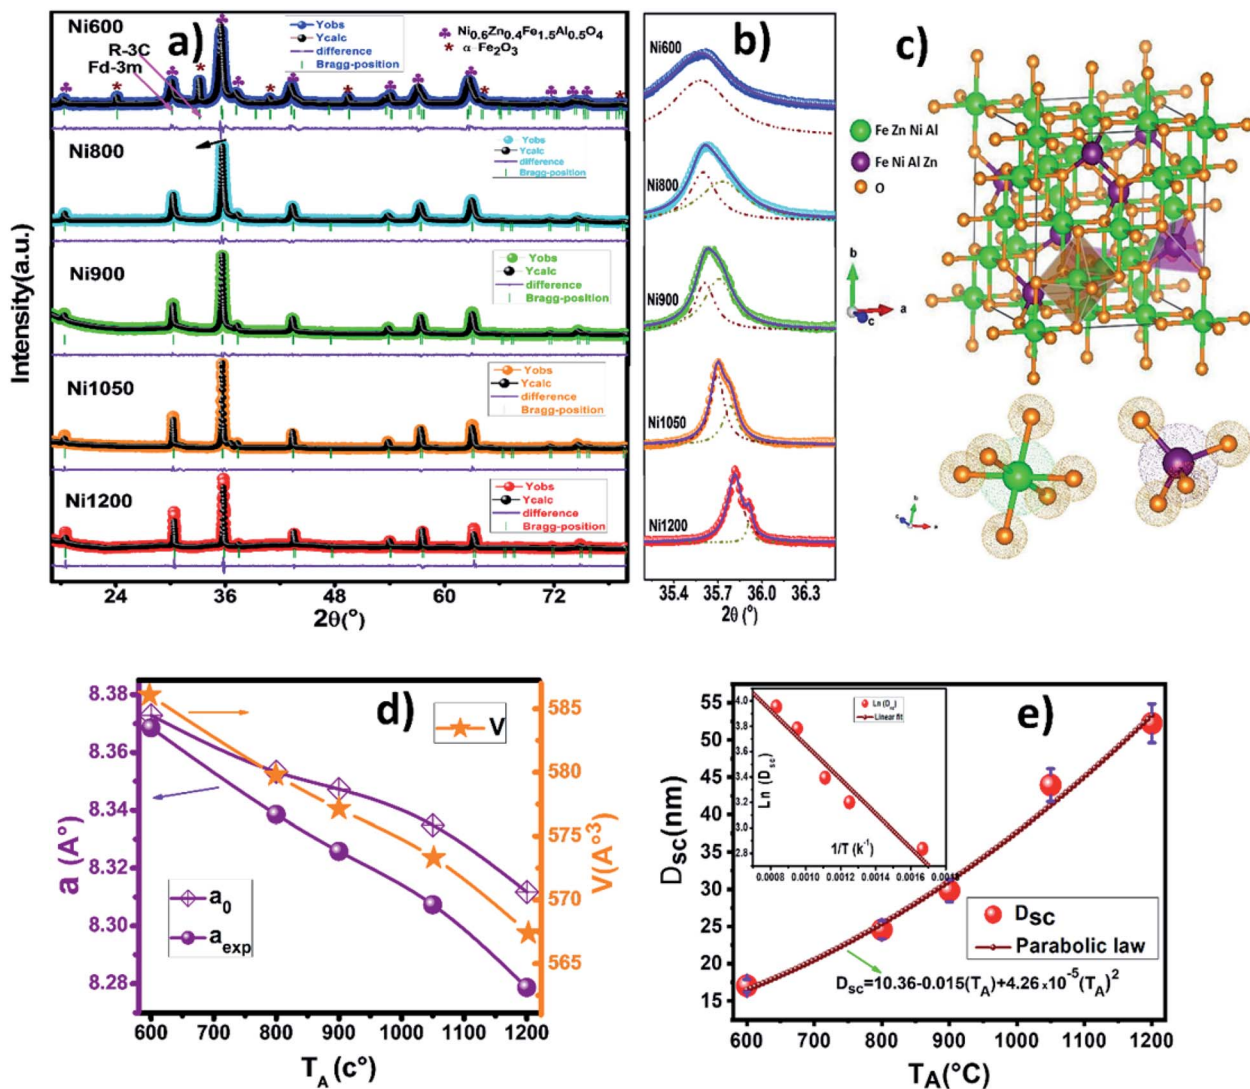 a)
Intensity(a.u.)
Ni600
R-3C
Fd-3m
Yobs
Ycalc
difference
Bragg-position
♣ Ni0.6Zn0.4Fe1.5Al0.5O4
* α-Fe2O3
Ni800
Yobs
Ycalc
difference
Bragg-position
Ni900
Yobs
Ycalc
difference
Bragg-position
Ni1050
Yobs
Ycalc
difference
Bragg-position
Ni1200
Yobs
Ycalc
difference
Bragg-position
24 36 48 60 72
2θ(°)
b)
Ni600
Ni800
Ni900
Ni1050
Ni1200
35.4 35.7 36.0 36.3
2θ (°)
c)
Fe Zn Ni Al
Fe Ni Al Zn
O
b
a
c
d)
a (A°)
8.38
8.36
8.34
8.32
8.30
8.28
V
a0
aexp
V(A°3)
585
580
575
570
565
600 700 800 900 1000 1100 1200
TA (c°)
e)
Dsc(nm)
55
50
45
40
35
30
25
20
15
Ln (Dsc)
4.0
3.8
3.6
3.4
3.2
3.0
2.8
Ln (Dsc)
Linear fit
1/T (k-1)
0.0008 0.0010 0.0012 0.0014 0.0016 0.0018
Dsc
Parabolic law
Dsc=10.36-0.015(TA)+4.26x10-5(TA)2
600 700 800 900 1000 1100 1200
TA(°C)